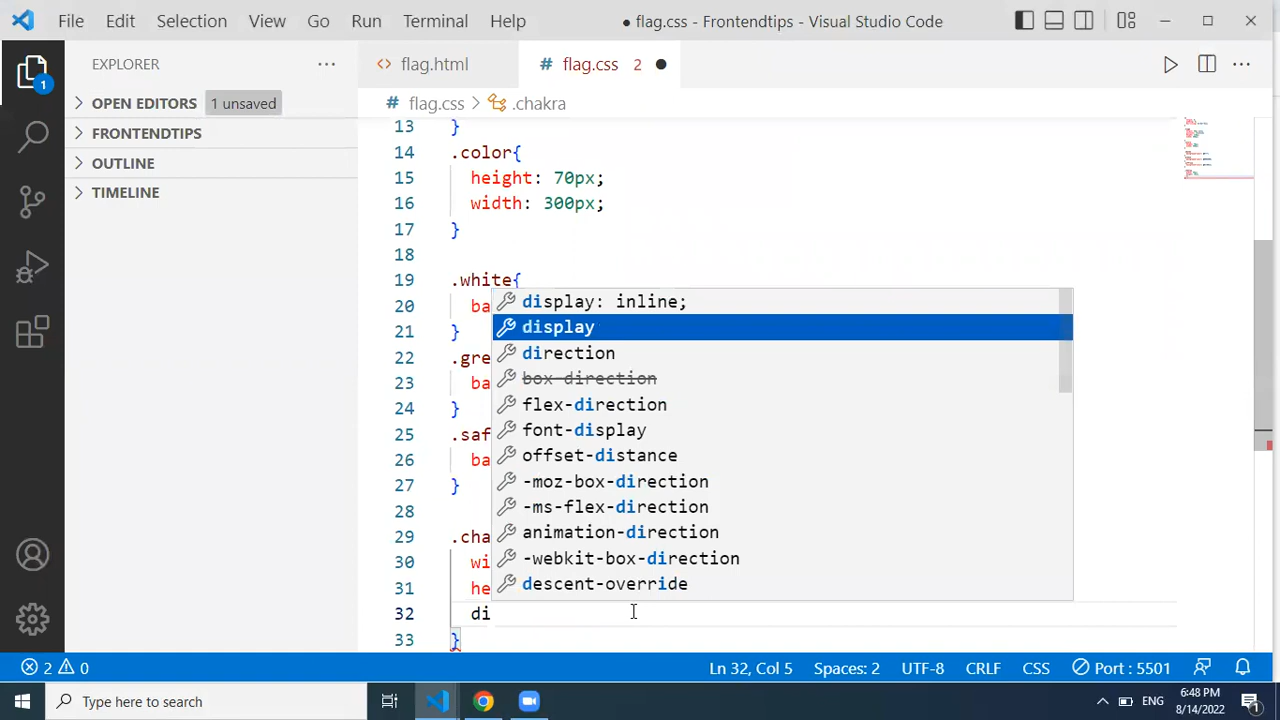 File Edit Selection View Go Run Terminal Help ● flag.css - Frontendtips - Visual Studio Code
EXPLORER ···
<> flag.html # flag.css 2 ●
OPEN EDITORS 1 unsaved
# flag.css > .chakra
FRONTENDTIPS
OUTLINE
TIMELINE
1
13 }
14 .color{
15 height: 70px;
16 width: 300px;
17 }
18
19 .white{
20 ba
21 }
22 .gre
23 ba
24 }
25 .saf
26 ba
27 }
28
29 .cha
30 wi
31 he
32 di
33 }
display: inline;
display
direction
box-direction
flex-direction
font-display
offset-distance
-moz-box-direction
-ms-flex-direction
animation-direction
-webkit-box-direction
descent-override
2 0 Ln 32, Col 5 Spaces: 2 UTF-8 CRLF CSS Port : 5501
Type here to search
ENG
6:48 PM
8/14/2022
1